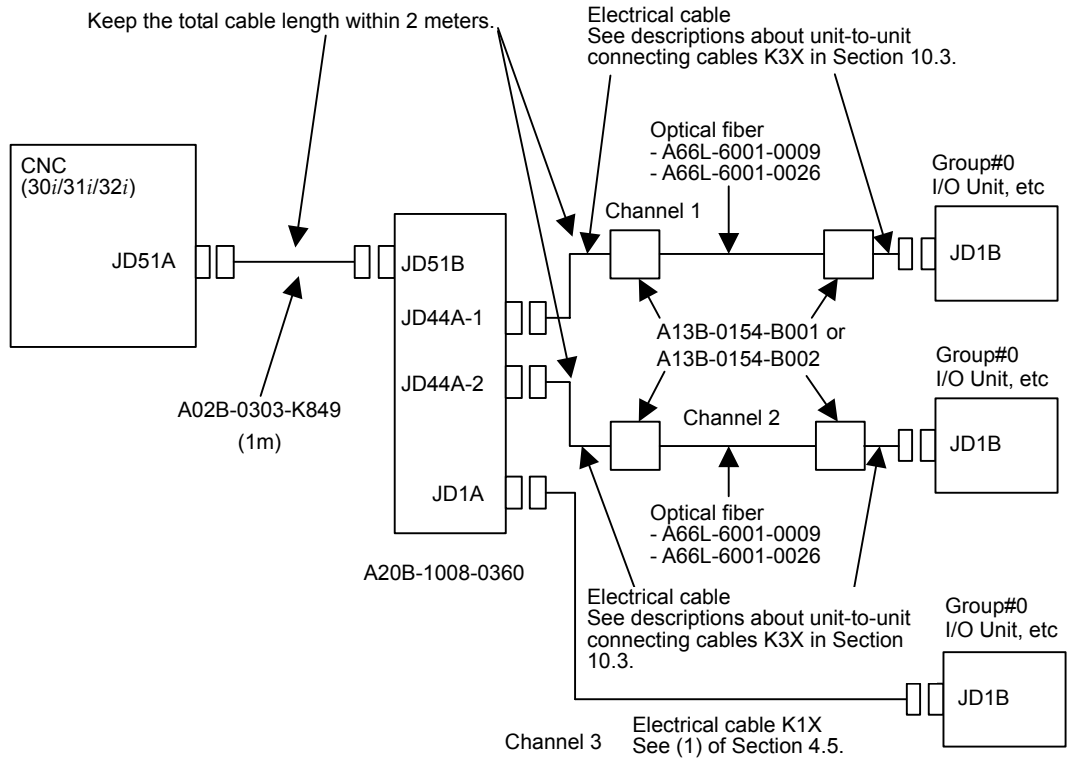 Keep the total cable length within 2 meters.
Electrical cable
See descriptions about unit-to-unit
connecting cables K3X in Section 10.3.
Optical fiber
- A66L-6001-0009
- A66L-6001-0026
CNC
(30i/31i/32i)
Group#0
I/O Unit, etc
Channel 1
JD51A
JD51B
JD1B
JD44A-1
A13B-0154-B001 or
A13B-0154-B002
JD44A-2
Group#0
I/O Unit, etc
A02B-0303-K849
(1m)
Channel 2
JD1B
JD1A
Optical fiber
- A66L-6001-0009
- A66L-6001-0026
A20B-1008-0360
Electrical cable
See descriptions about unit-to-unit
connecting cables K3X in Section
10.3.
Group#0
I/O Unit, etc
JD1B
Channel 3
Electrical cable K1X
See (1) of Section 4.5.